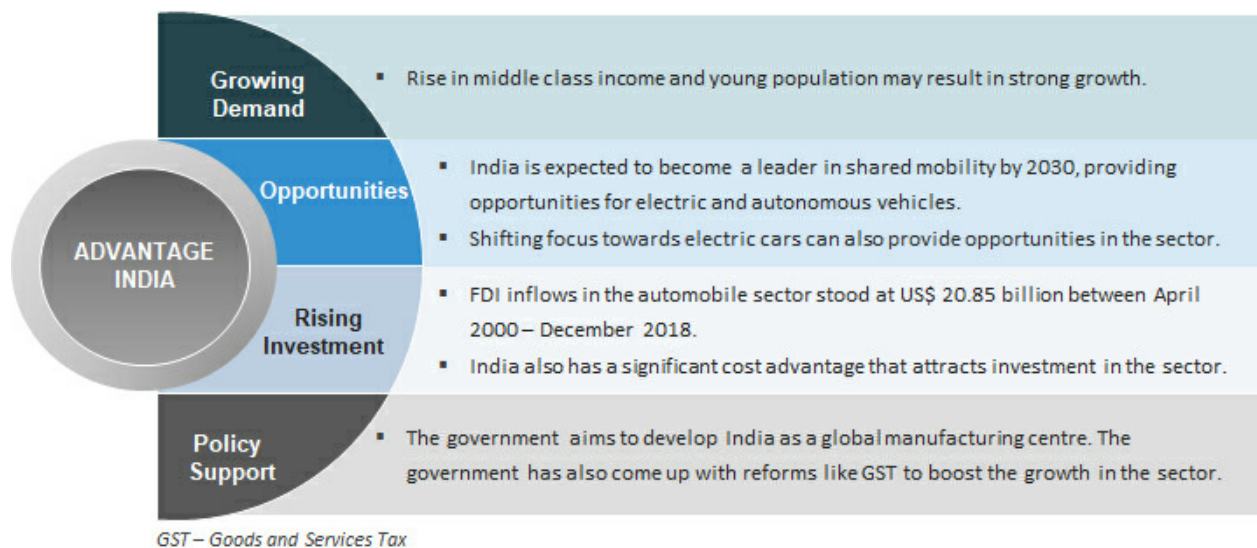 Growing
Demand
▪ Rise in middle class income and young population may result in strong growth.
ADVANTAGE
INDIA
Opportunities
▪ India is expected to become a leader in shared mobility by 2030, providing
opportunities for electric and autonomous vehicles.
▪ Shifting focus towards electric cars can also provide opportunities in the sector.
Rising
Investment
▪ FDI inflows in the automobile sector stood at US$ 20.85 billion between April
2000 – December 2018.
▪ India also has a significant cost advantage that attracts investment in the sector.
Policy
Support
▪ The government aims to develop India as a global manufacturing centre. The
government has also come up with reforms like GST to boost the growth in the sector.
GST – Goods and Services Tax